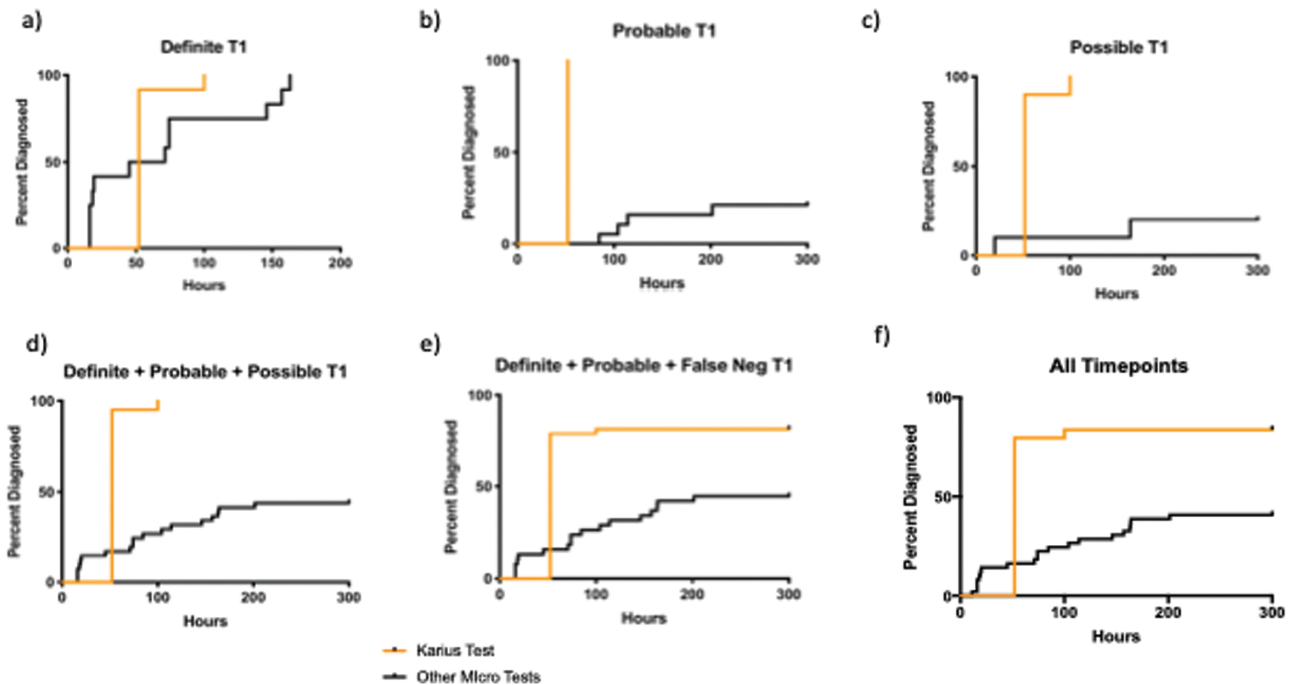 a)
Definite T1
Percent Diagnosed
100
50
0
0 50 100 150 200
Hours
b)
Probable T1
Percent Diagnosed
100
50
0
0 100 200 300
Hours
c)
Possible T1
Percent Diagnosed
100
50
0
0 100 200 300
Hours
d)
Definite + Probable + Possible T1
Percent Diagnosed
100
50
0
0 100 200 300
Hours
e)
Definite + Probable + False Neg T1
Percent Diagnosed
100
50
0
0 100 200 300
Hours
f)
All Timepoints
Percent Diagnosed
100
50
0
0 100 200 300
Hours
Karius Test
Other MIcro Tests